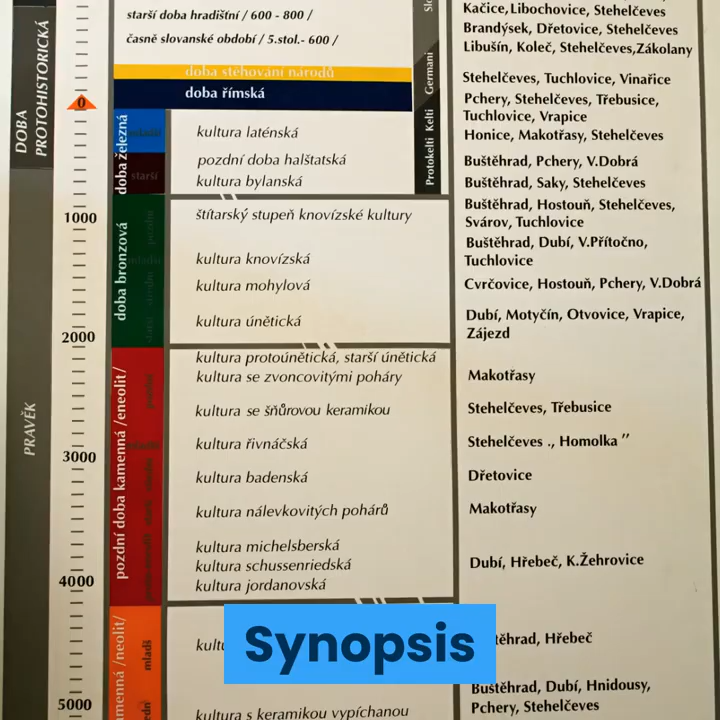 Kačice, Libochovice, Stehelčeves
starší doba hradištní / 600 - 800 /
Brandýsek, Dřetovice, Stehelčeves
časně slovanské období / 5.stol.- 600 /
Libušín, Koleč, Stehelčeves,Zákolany
DOBA
PROTOHISTORICKÁ
doba stěhování národů
Germani
Stehelčeves, Tuchlovice, Vinařice
0
doba římská
Pchery, Stehelčeves, Třebusice,
Tuchlovice, Vrapice
doba železná
mladší
kultura laténská
Kelti
Honice, Makotřasy, Stehelčeves
pozdní doba halštatská
Protokelti
Buštěhrad, Pchery, V.Dobrá
starší
kultura bylanská
Buštěhrad, Saky, Stehelčeves
1000
doba bronzová
pozdní
štítarský stupeň knovízské kultury
Buštěhrad, Hostouň, Stehelčeves,
Svárov, Tuchlovice
mladší
kultura knovízská
Buštěhrad, Dubí, V.Přítočno,
Tuchlovice
střední
kultura mohylová
Cvrčovice, Hostouň, Pchery, V.Dobrá
starší
kultura únětická
Dubí, Motyčín, Otvovice, Vrapice,
Zájezd
2000
PRAVĚK
pozdní doba kamenná /eneolit/
kultura protoúnětická, starší únětická
kultura se zvoncovitými poháry
Makotřasy
kultura se šňůrovou keramikou
Stehelčeves, Třebusice
kultura řivnáčská
Stehelčeves ., Homolka ”
3000
kultura badenská
Dřetovice
kultura nálevkovitých pohárů
Makotřasy
kultura michelsberská
kultura schussenriedská
Dubí, Hřebeč, K.Žehrovice
kultura jordanovská
4000
/neolit/
mladš
Hřebeč
Synopsis
5000
kultura s keramikou vypíchanou
Buštěhrad, Dubí, Hnidousy,
Pchery, Stehelčeves